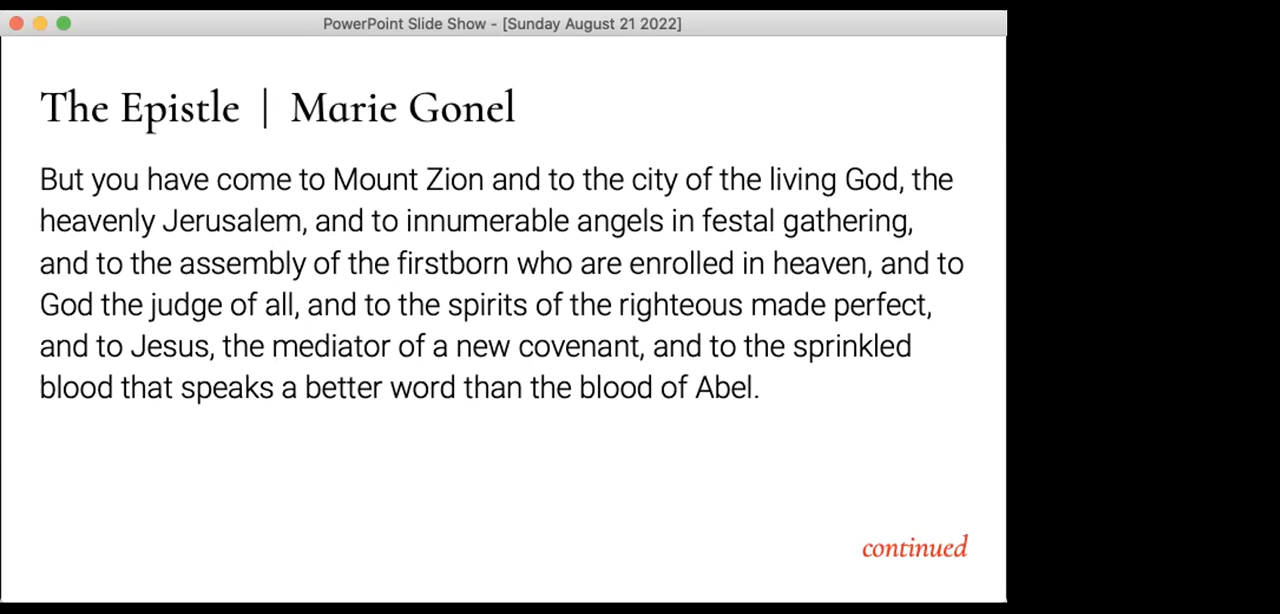 PowerPoint Slide Show - [Sunday August 21 2022]
The Epistle | Marie Gonel
But you have come to Mount Zion and to the city of the living God, the
heavenly Jerusalem, and to innumerable angels in festal gathering,
and to the assembly of the firstborn who are enrolled in heaven, and to
God the judge of all, and to the spirits of the righteous made perfect,
and to Jesus, the mediator of a new covenant, and to the sprinkled
blood that speaks a better word than the blood of Abel.
continued